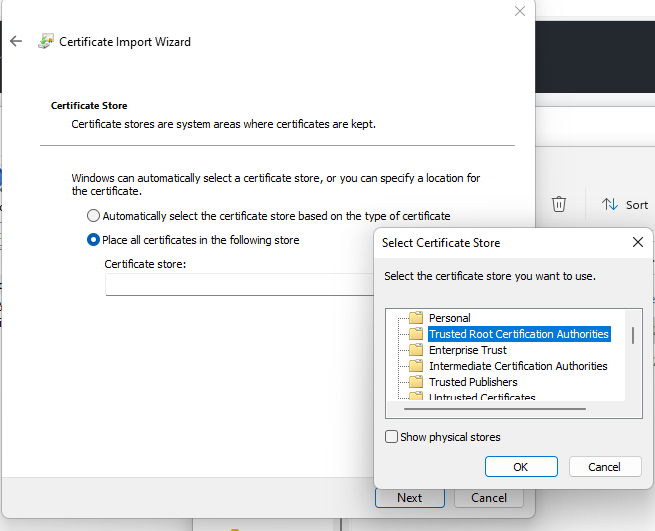 Certificate Import Wizard
Certificate Store
Certificate stores are system areas where certificates are kept.
Windows can automatically select a certificate store, or you can specify a location for
the certificate.
Automatically select the certificate store based on the type of certificate
Place all certificates in the following store
Certificate store:
Sort
Select Certificate Store
Select the certificate store you want to use.
Personal
Trusted Root Certification Authorities
Enterprise Trust
Intermediate Certification Authorities
Trusted Publishers
Untrusted Certificates
Show physical stores
OK
Cancel
Next
Cancel